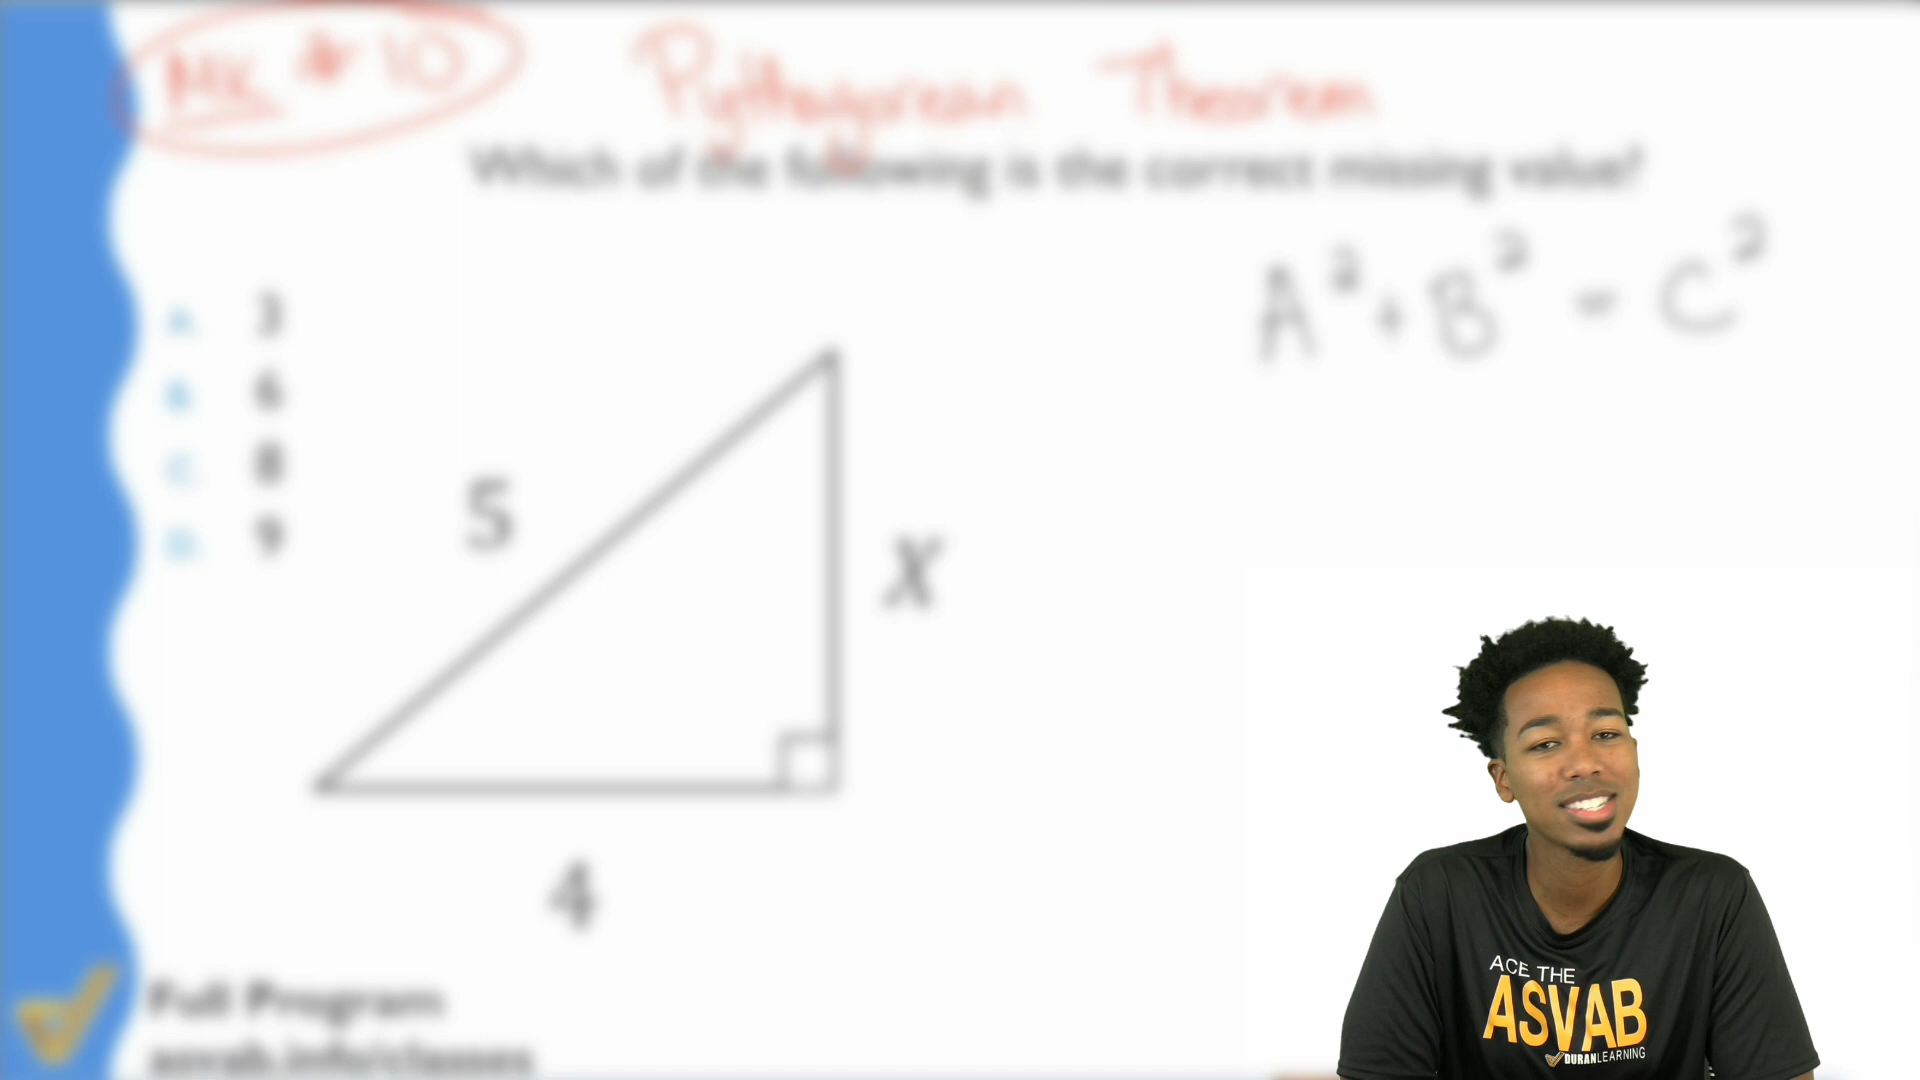 MK #10 Pythagorean Theorem
Which of the following is the correct missing value?
A² + B² = C²
A. 3
B. 6
C. 8
D. 9
5
X
4
ACE THE
ASVAB
DURANLEARNING
Full Program
asvab.info/classes